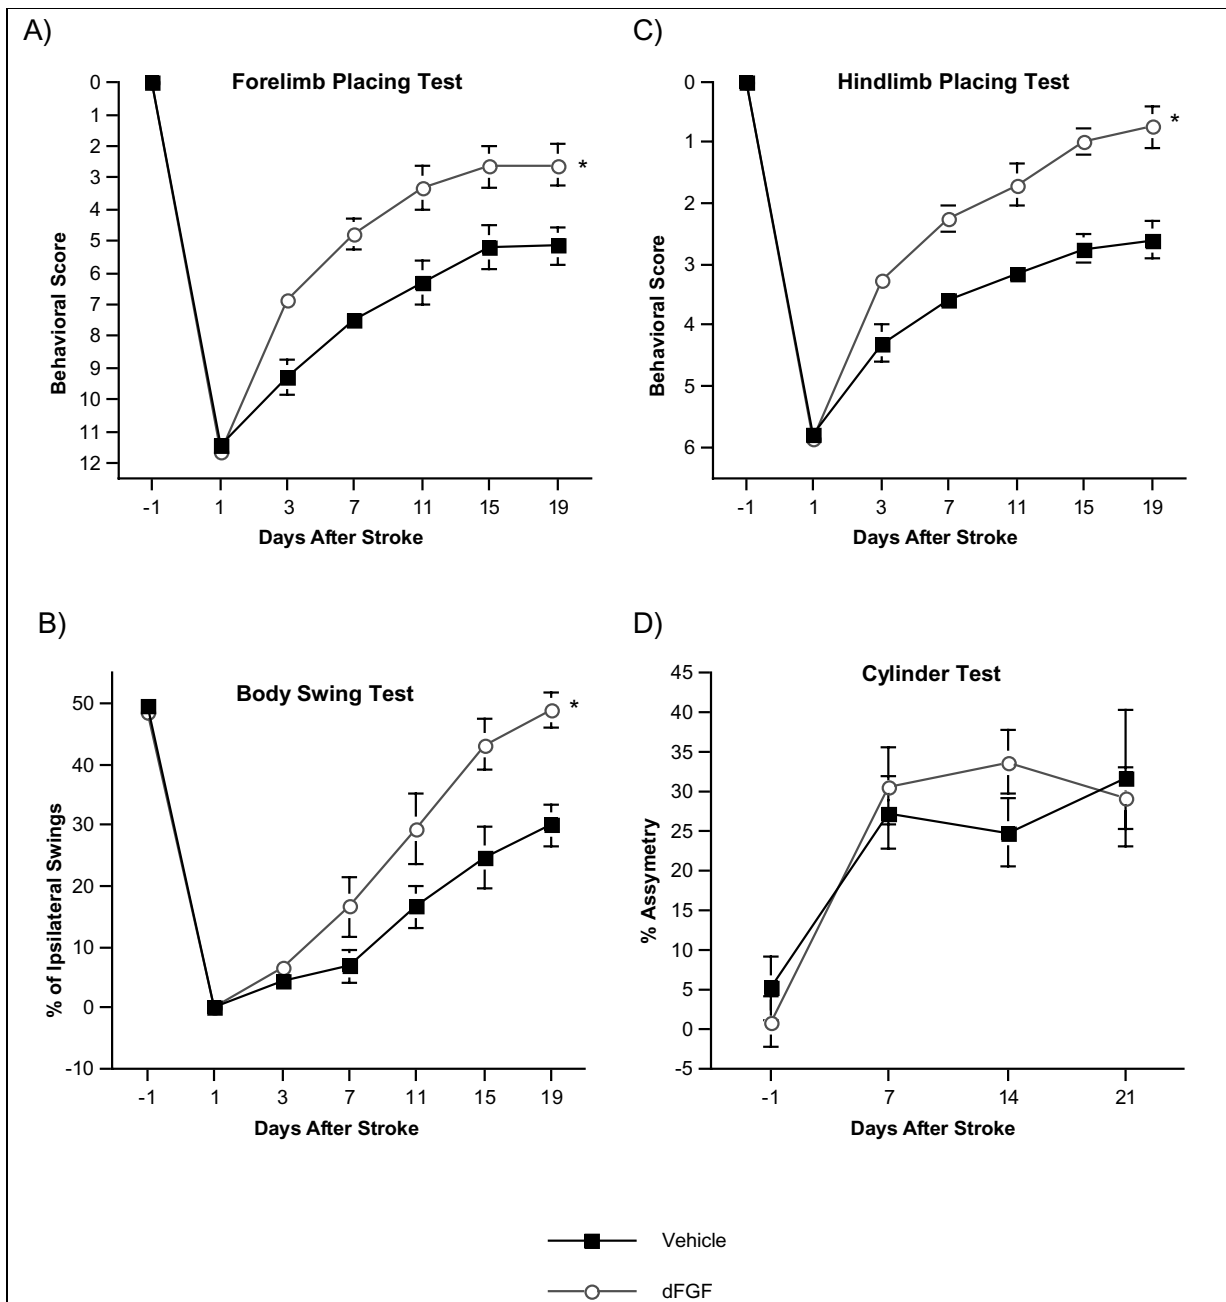 A)
Forelimb Placing Test
0
1
2
3
4
5
6
7
8
9
10
11
12
Behavioral Score
*
-1 1 3 7 11 15 19
Days After Stroke
C)
Hindlimb Placing Test
0
1
2
3
4
5
6
Behavioral Score
*
-1 1 3 7 11 15 19
Days After Stroke
B)
Body Swing Test
50
40
30
20
10
0
-10
% of Ipsilateral Swings
*
-1 1 3 7 11 15 19
Days After Stroke
D)
Cylinder Test
45
40
35
30
25
20
15
10
5
0
-5
% Assymetry
-1 7 14 21
Days After Stroke
Vehicle
dFGF